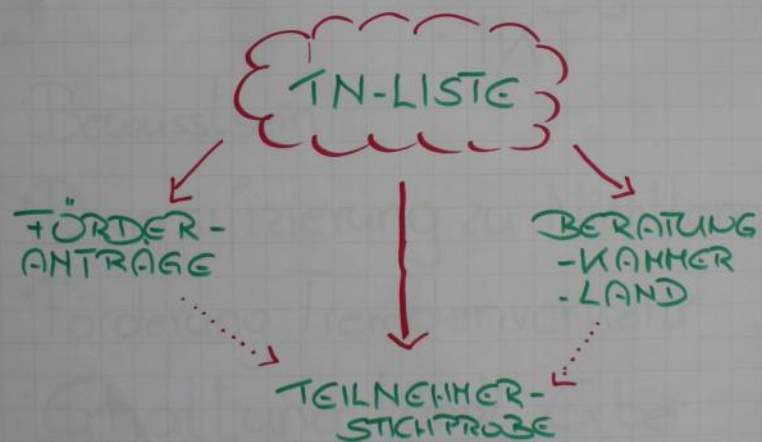 TN-LISTE
FÖRDER-
ANTRÄGE
BERATUNG
-KAMMER
-LAND
TEILNEHMER-
STICHPROBE